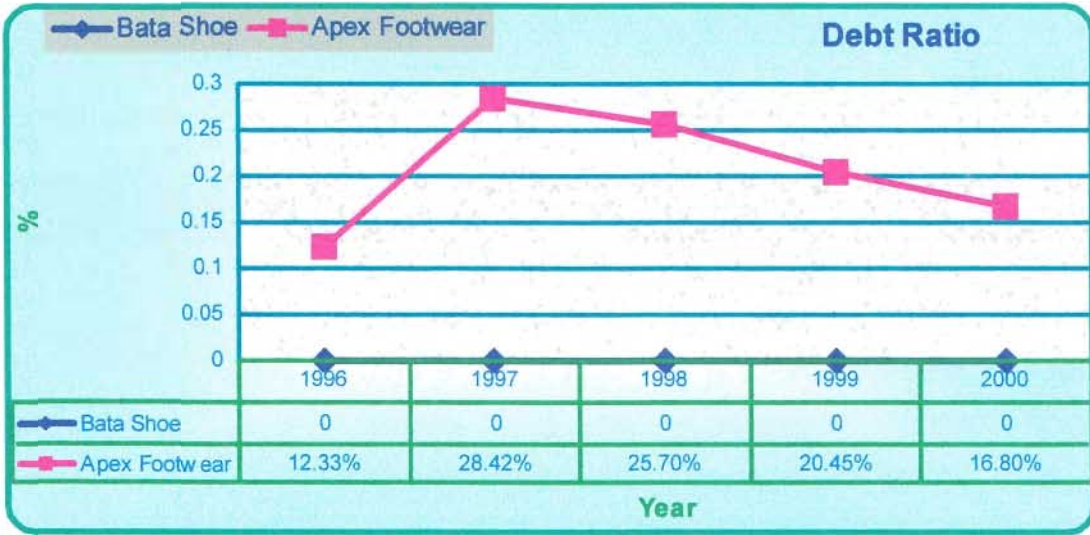 Bata Shoe Apex Footwear
Debt Ratio
0.3
0.25
0.2
0.15
0.1
0.05
0
%
1996 1997 1998 1999 2000
Bata Shoe 0 0 0 0 0
Apex Footwear 12.33% 28.42% 25.70% 20.45% 16.80%
Year